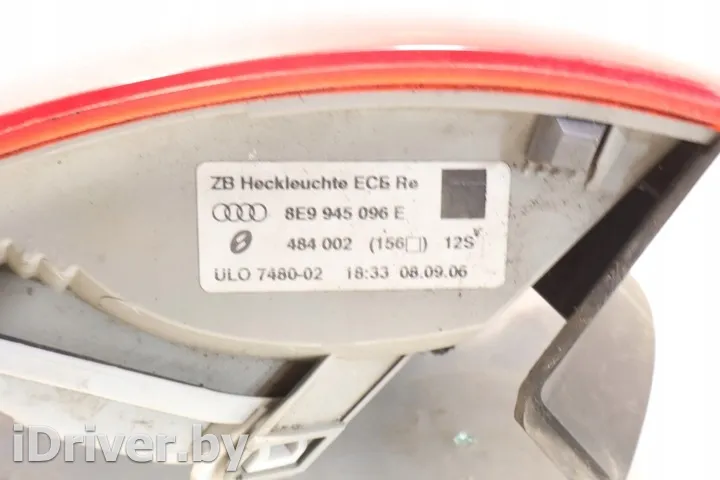 ZB Heckleuchte ECE Re
8E9 945 096 E
484 002 (156□) 12S V
ULO 7480-02 18:33 08.09.06
iDriver.by